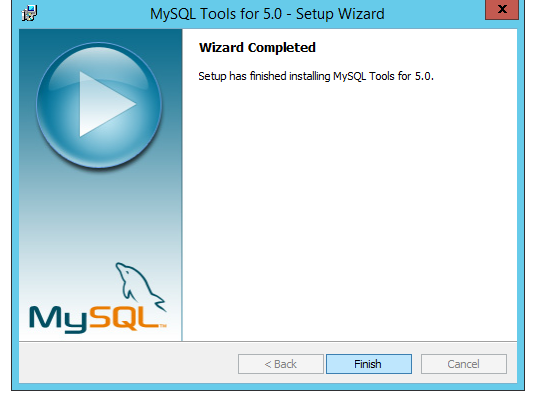 MySQL Tools for 5.0 - Setup Wizard
x
Wizard Completed
Setup has finished installing MySQL Tools for 5.0.
MySQL™
< Back
Finish
Cancel